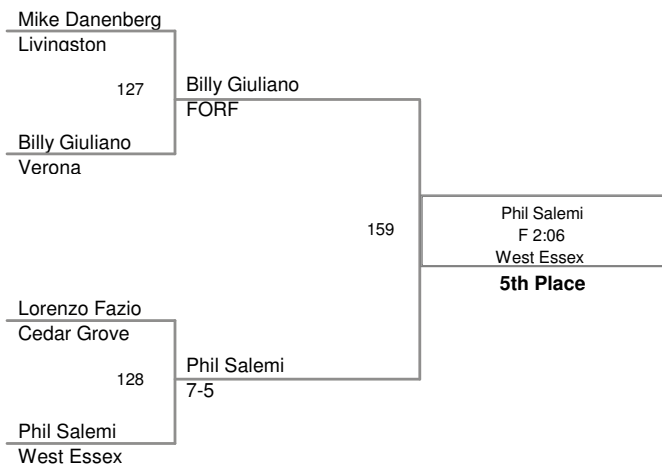 Mike Danenberg
Livingston
127
Billy Giuliano
FORF
Billy Giuliano
Verona
159
Phil Salemi
F 2:06
West Essex
5th Place
Lorenzo Fazio
Cedar Grove
128
Phil Salemi
7-5
Phil Salemi
West Essex